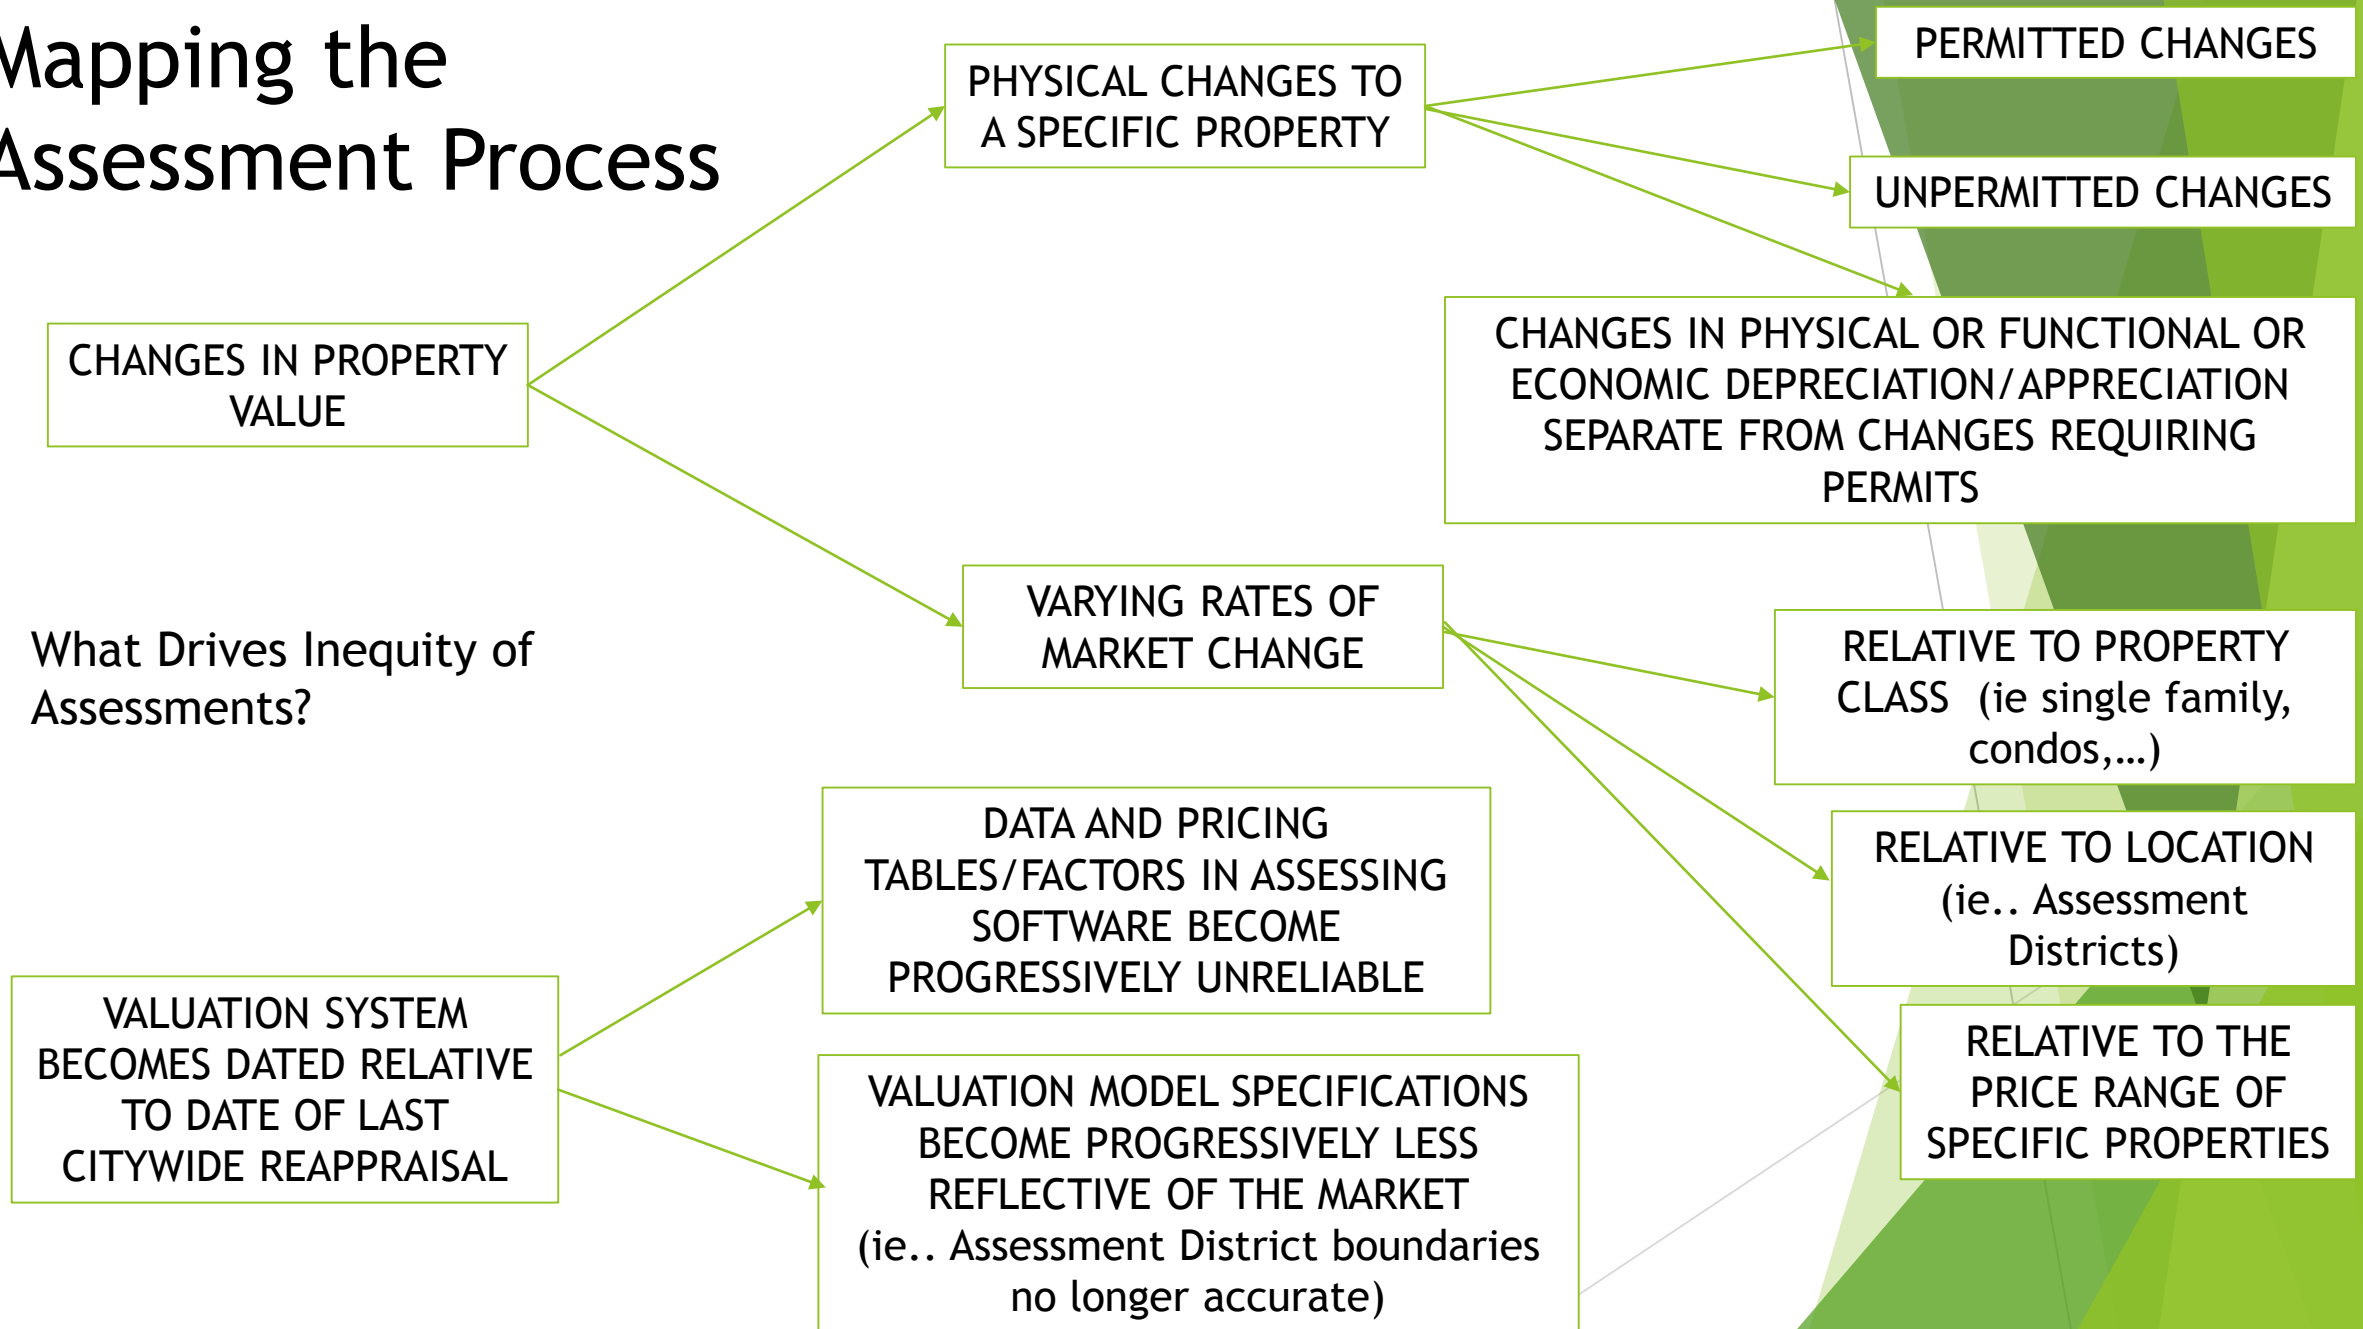 Mapping the
Assessment Process
PHYSICAL CHANGES TO
A SPECIFIC PROPERTY
PERMITTED CHANGES
UNPERMITTED CHANGES
CHANGES IN PHYSICAL OR FUNCTIONAL OR
ECONOMIC DEPRECIATION/APPRECIATION
SEPARATE FROM CHANGES REQUIRING
PERMITS
CHANGES IN PROPERTY
VALUE
VARYING RATES OF
MARKET CHANGE
RELATIVE TO PROPERTY
CLASS (ie single family,
condos,…)
RELATIVE TO LOCATION
(ie.. Assessment
Districts)
RELATIVE TO THE
PRICE RANGE OF
SPECIFIC PROPERTIES
What Drives Inequity of
Assessments?
VALUATION SYSTEM
BECOMES DATED RELATIVE
TO DATE OF LAST
CITYWIDE REAPPRAISAL
DATA AND PRICING
TABLES/FACTORS IN ASSESSING
SOFTWARE BECOME
PROGRESSIVELY UNRELIABLE
VALUATION MODEL SPECIFICATIONS
BECOME PROGRESSIVELY LESS
REFLECTIVE OF THE MARKET
(ie.. Assessment District boundaries
no longer accurate)